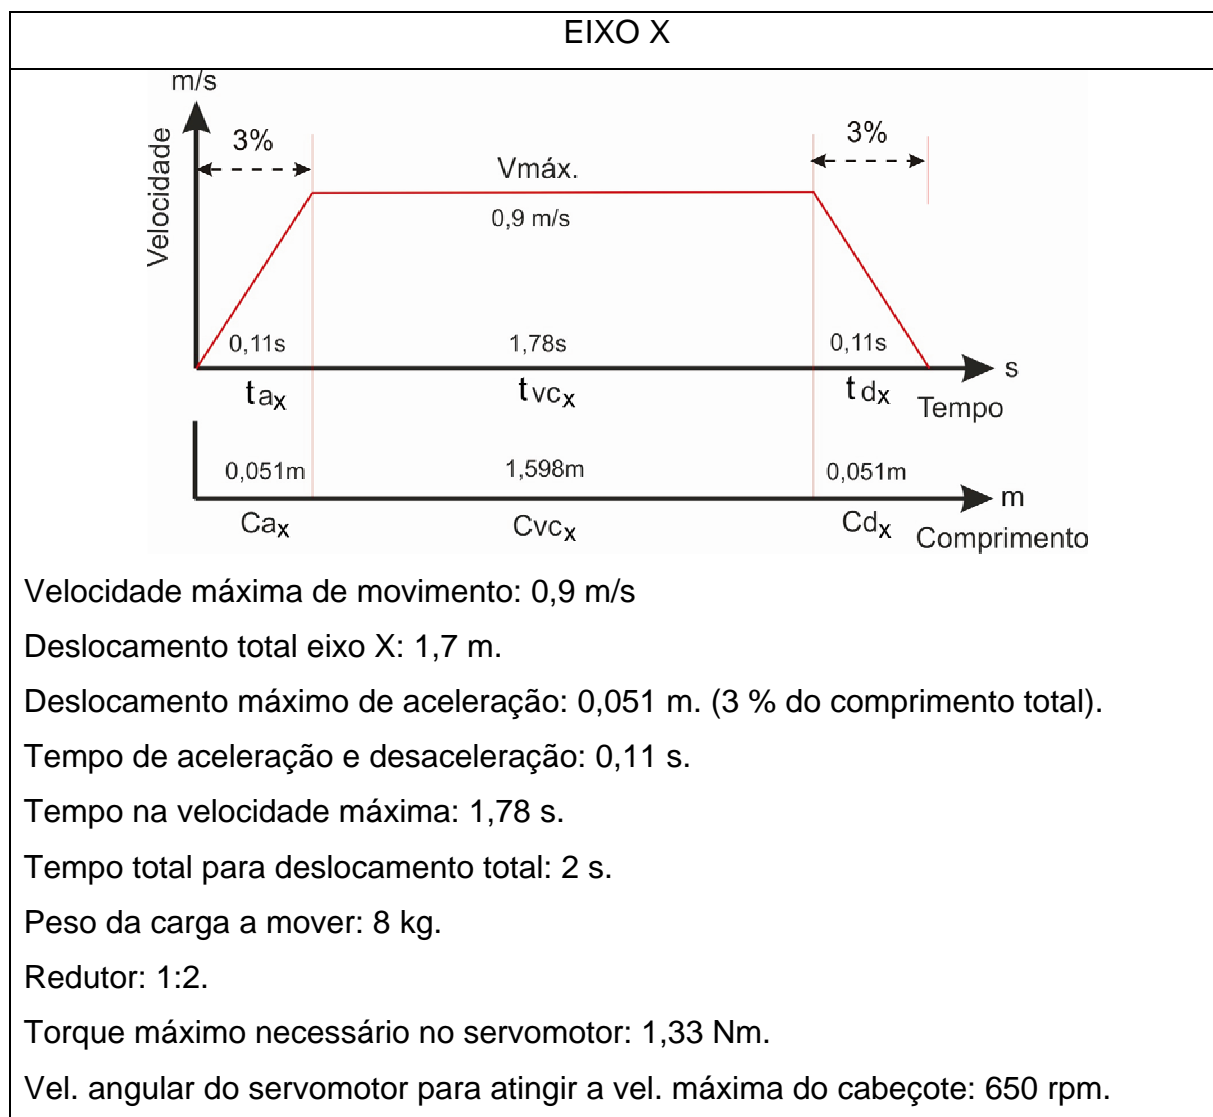 EIXO X
m/s
Velocidade
3%
3%
Vmáx.
0,9 m/s
0,11s
1,78s
0,11s
s
tax
tvcx
tdx
Tempo
0,051m
1,598m
0,051m
m
Cax
Cvcx
Cdx
Comprimento
Velocidade máxima de movimento: 0,9 m/s
Deslocamento total eixo X: 1,7 m.
Deslocamento máximo de aceleração: 0,051 m. (3 % do comprimento total).
Tempo de aceleração e desaceleração: 0,11 s.
Tempo na velocidade máxima: 1,78 s.
Tempo total para deslocamento total: 2 s.
Peso da carga a mover: 8 kg.
Redutor: 1:2.
Torque máximo necessário no servomotor: 1,33 Nm.
Vel. angular do servomotor para atingir a vel. máxima do cabeçote: 650 rpm.